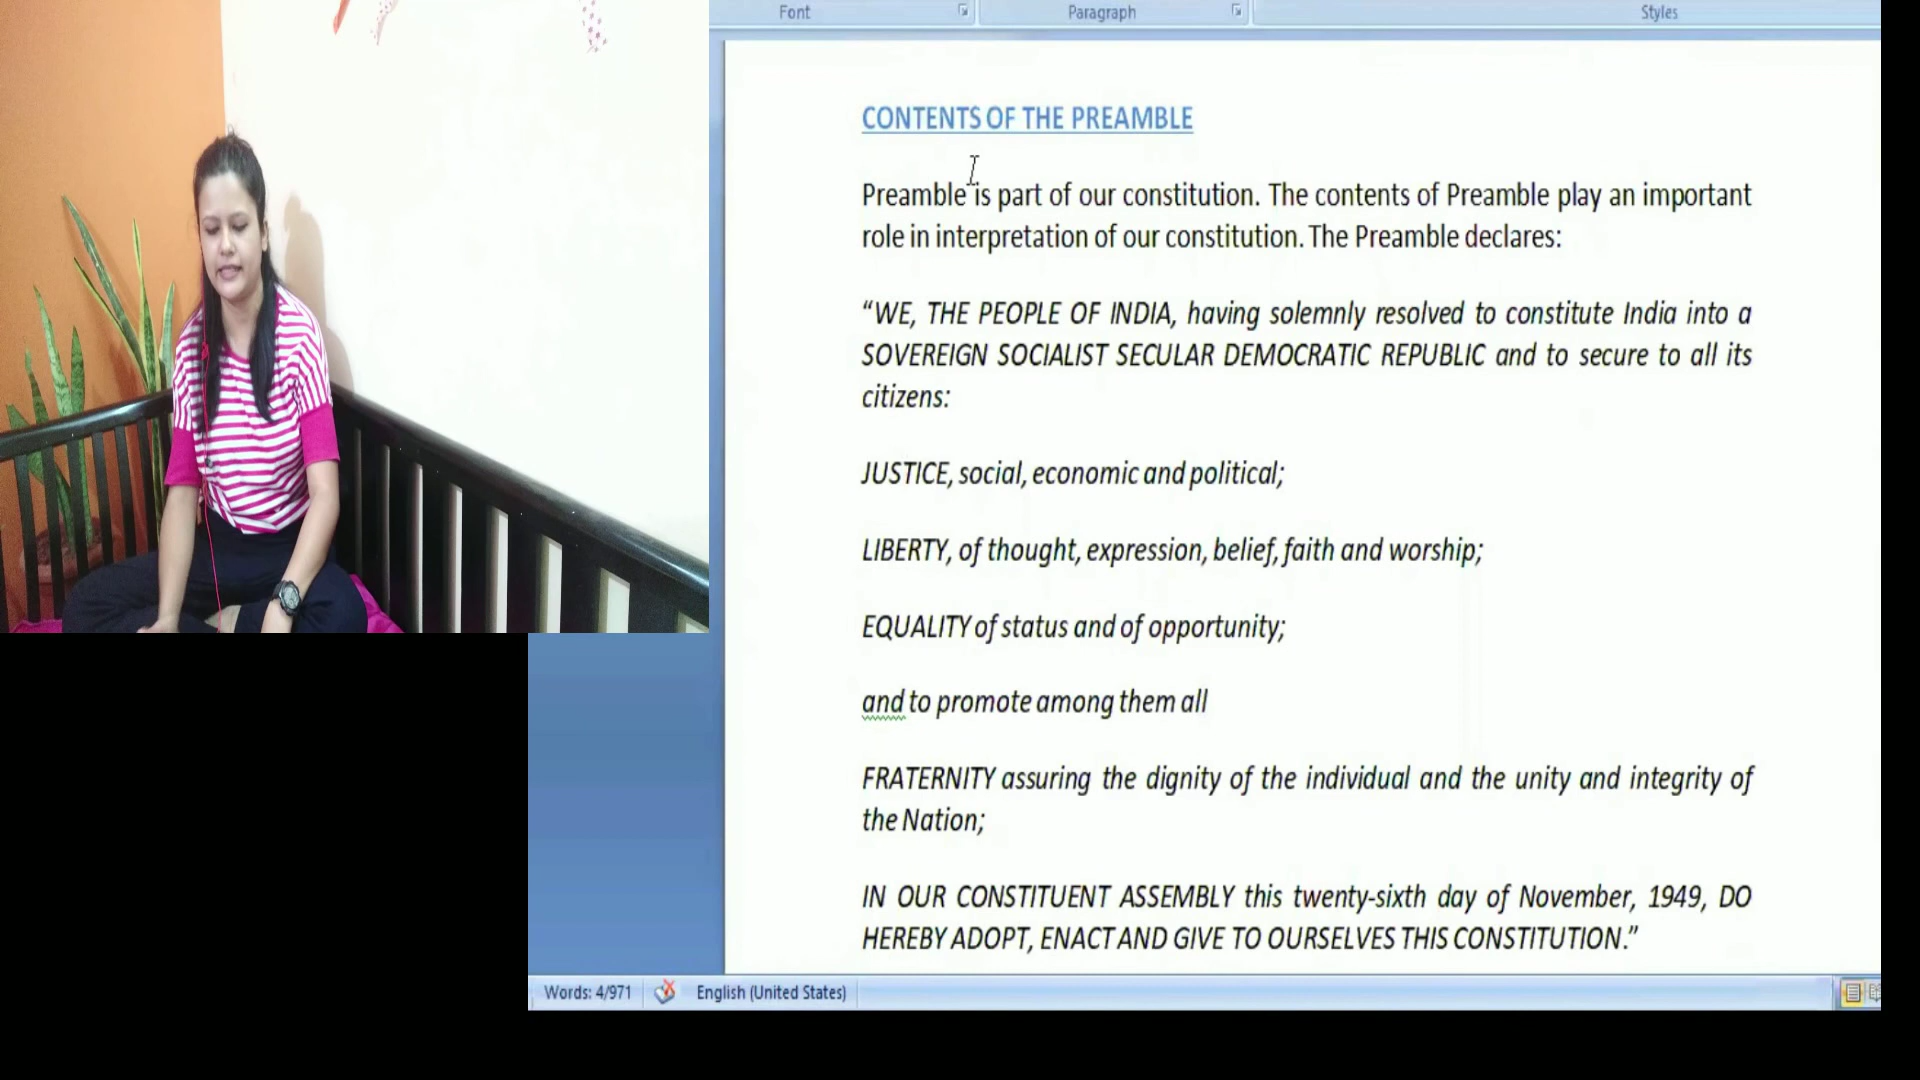 Font Paragraph Styles
CONTENTS OF THE PREAMBLE
Preamble is part of our constitution. The contents of Preamble play an important
role in interpretation of our constitution. The Preamble declares:
“WE, THE PEOPLE OF INDIA, having solemnly resolved to constitute India into a
SOVEREIGN SOCIALIST SECULAR DEMOCRATIC REPUBLIC and to secure to all its
citizens:
JUSTICE, social, economic and political;
LIBERTY, of thought, expression, belief, faith and worship;
EQUALITY of status and of opportunity;
and to promote among them all
FRATERNITY assuring the dignity of the individual and the unity and integrity of
the Nation;
IN OUR CONSTITUENT ASSEMBLY this twenty-sixth day of November, 1949, DO
HEREBY ADOPT, ENACT AND GIVE TO OURSELVES THIS CONSTITUTION.”
Words: 4/971 English (United States)